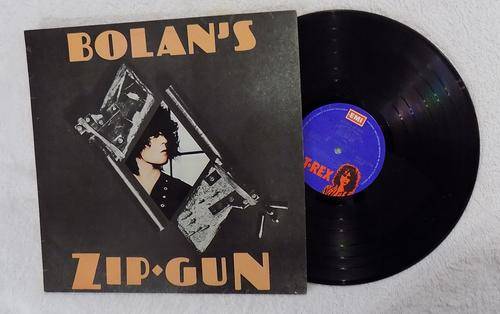 BOLAN'S
ZIP•GUN
EMI
T-REX